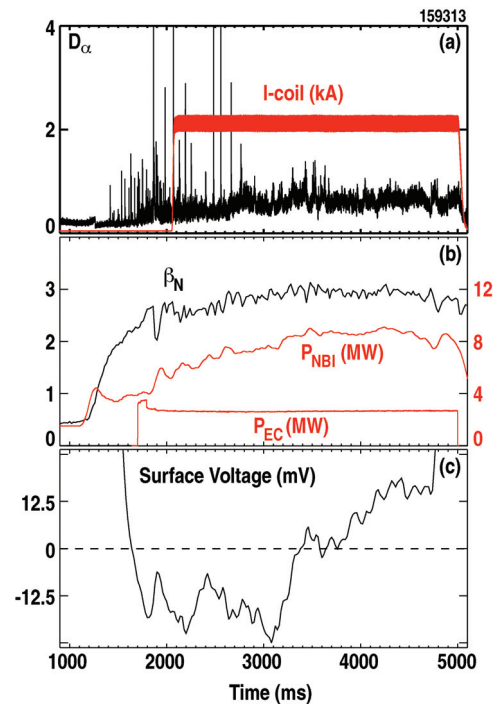 159313
4
Dα
(a)
I-coil (kA)
2
0
(b)
βN
3
12
2
8
PNBI (MW)
1
4
PEC (MW)
0
0
(c)
Surface Voltage (mV)
12.5
0
-12.5
1000 2000 3000 4000 5000
Time (ms)